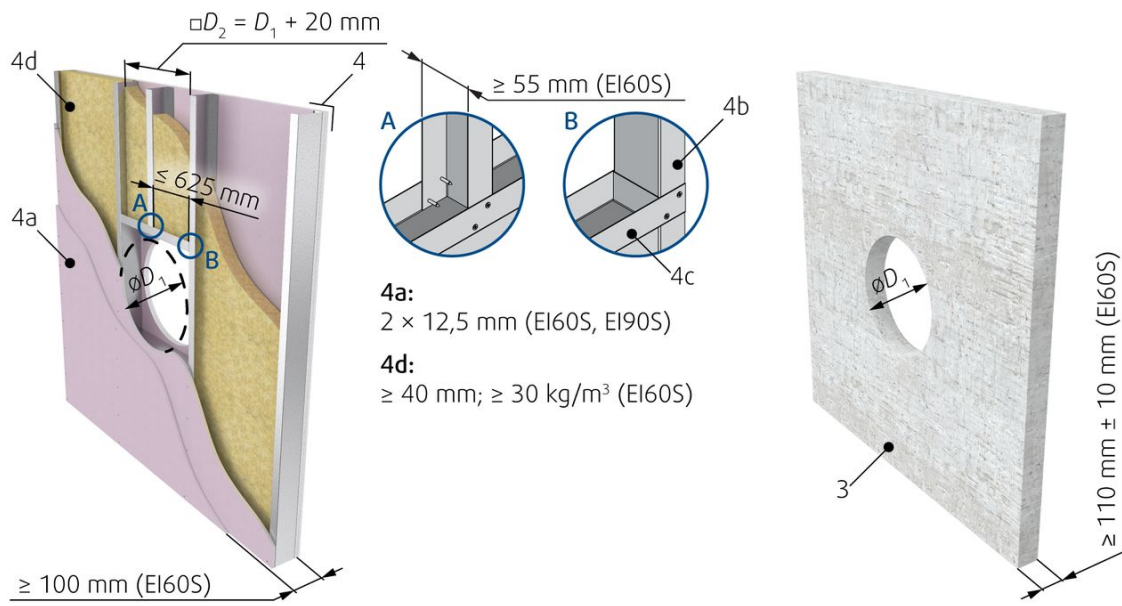 □D₂ = D₁ + 20 mm
4d
4
≥ 55 mm (EI60S)
A
B
4b
≤ 625 mm
A
4a
B
øD₁
øD₁
4c
4a:
2 × 12,5 mm (EI60S, EI90S)
4d:
≥ 40 mm; ≥ 30 kg/m³ (EI60S)
3
≥ 100 mm (EI60S)
≥ 110 mm ± 10 mm (EI60S)